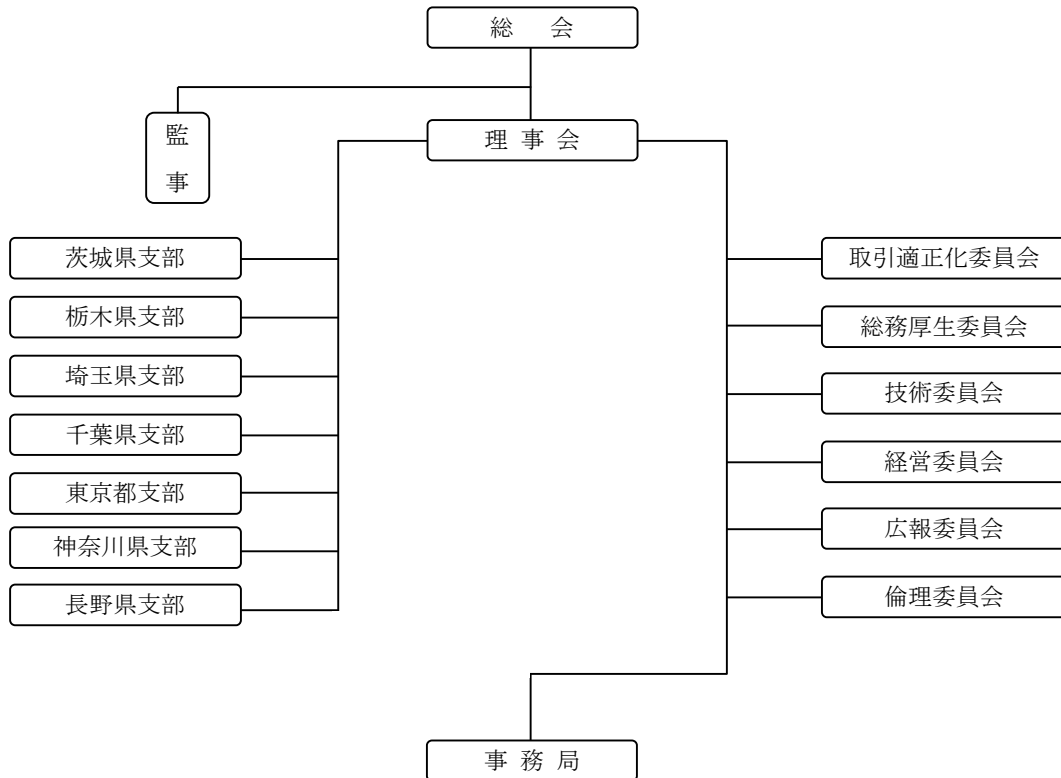 総 会
監
事
理 事 会
茨城県支部
栃木県支部
埼玉県支部
千葉県支部
東京都支部
神奈川県支部
長野県支部
取引適正化委員会
総務厚生委員会
技術委員会
経営委員会
広報委員会
倫理委員会
事 務 局